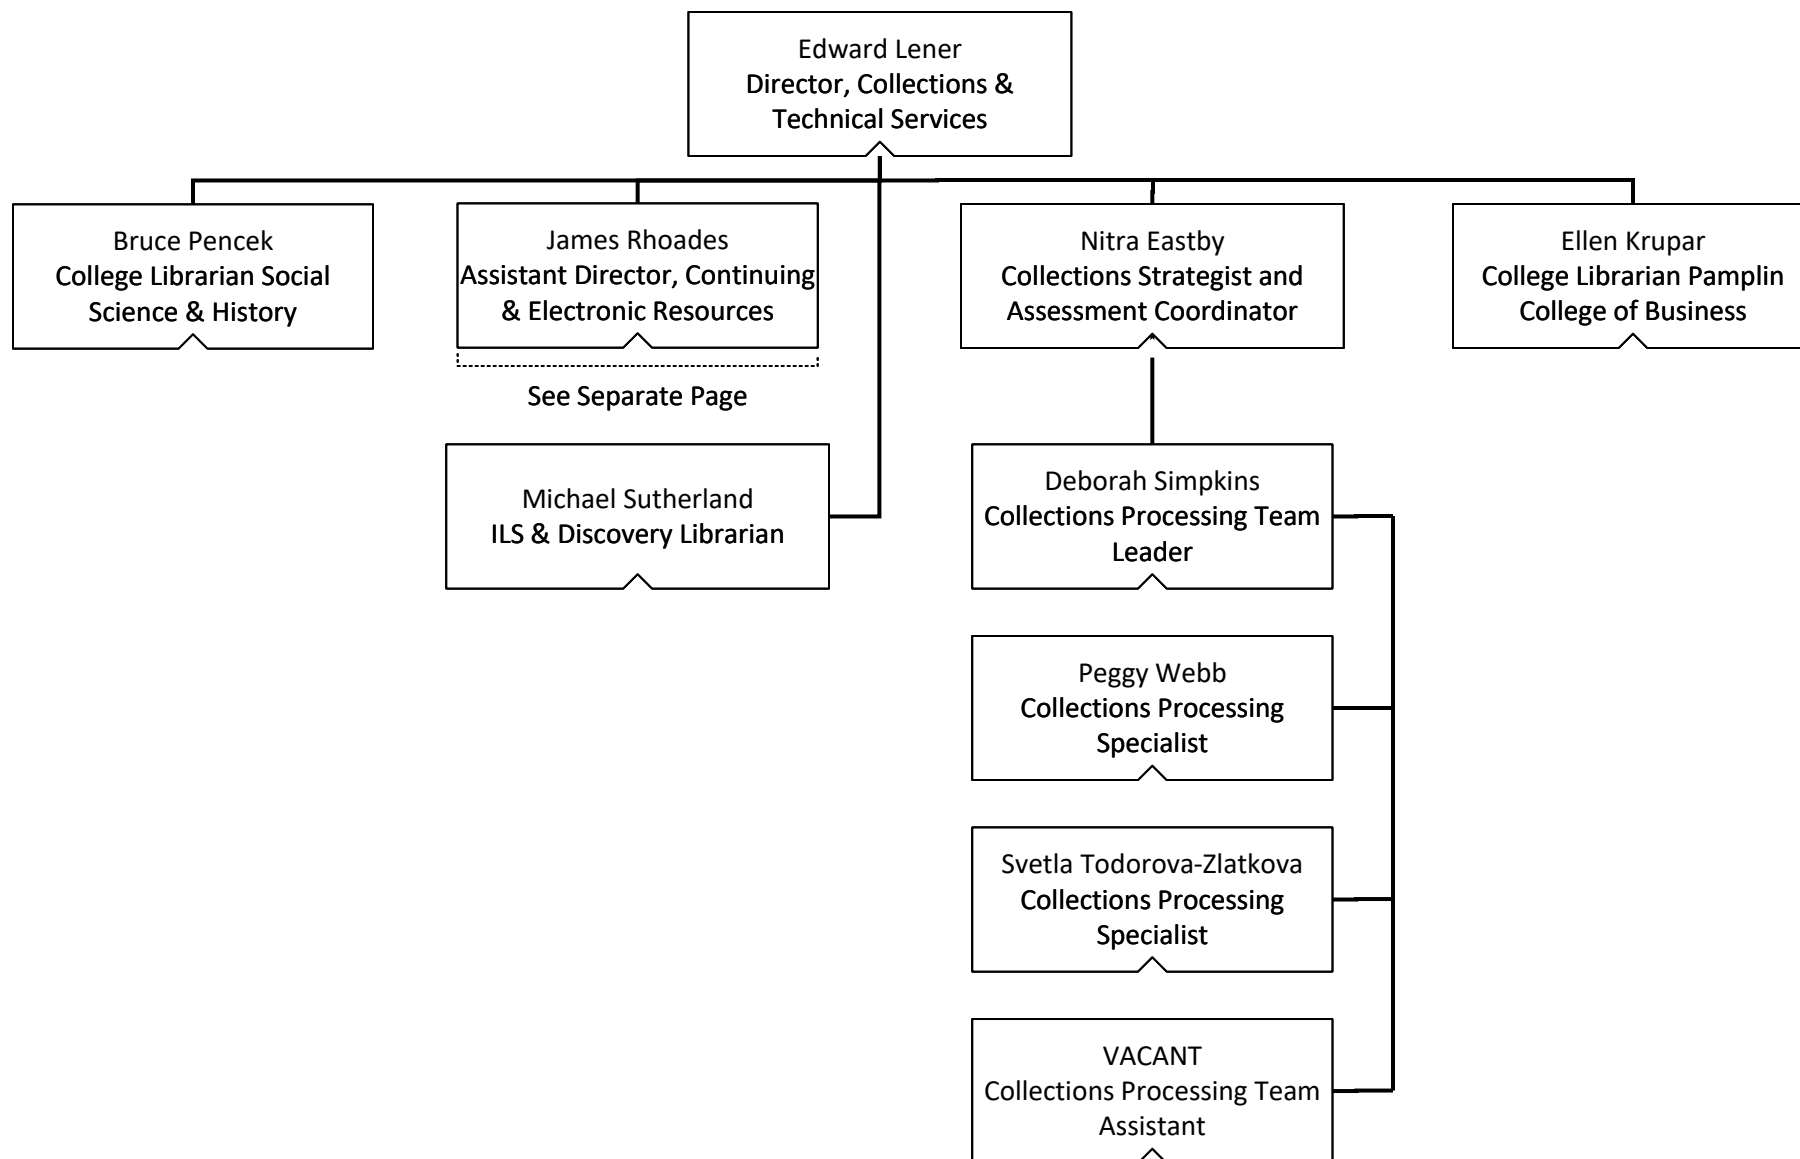 Edward Lener
Director, Collections &
Technical Services
Bruce Pencek
College Librarian Social
Science & History
James Rhoades
Assistant Director, Continuing
& Electronic Resources
See Separate Page
Nitra Eastby
Collections Strategist and
Assessment Coordinator
Ellen Krupar
College Librarian Pamplin
College of Business
Michael Sutherland
ILS & Discovery Librarian
Deborah Simpkins
Collections Processing Team
Leader
Peggy Webb
Collections Processing
Specialist
Svetla Todorova-Zlatkova
Collections Processing
Specialist
VACANT
Collections Processing Team
Assistant